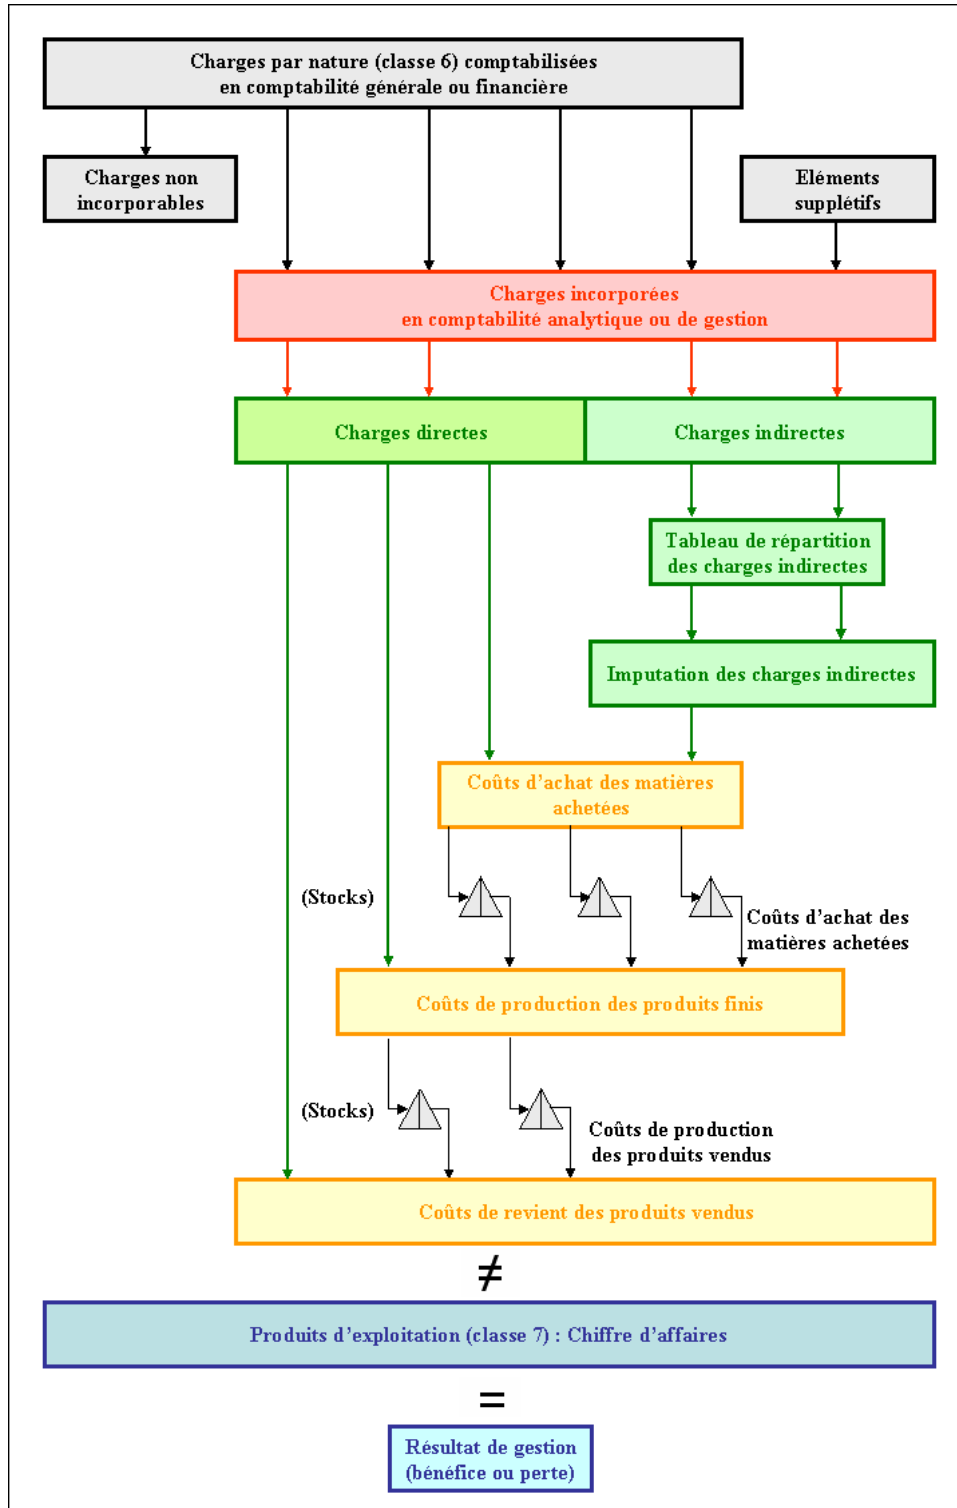 Charges par nature (classe 6) comptabilisées
en comptabilité générale ou financière
Charges non
incorporables
Eléments
supplétifs
Charges incorporées
en comptabilité analytique ou de gestion
Charges directes
Charges indirectes
Tableau de répartition
des charges indirectes
Imputation des charges indirectes
Coûts d'achat des matières
achetées
(Stocks)
Coûts d'achat des
matières achetées
Coûts de production des produits finis
(Stocks)
Coûts de production
des produits vendus
Coûts de revient des produits vendus
≠
Produits d'exploitation (classe 7) : Chiffre d'affaires
=
Résultat de gestion
(bénéfice ou perte)